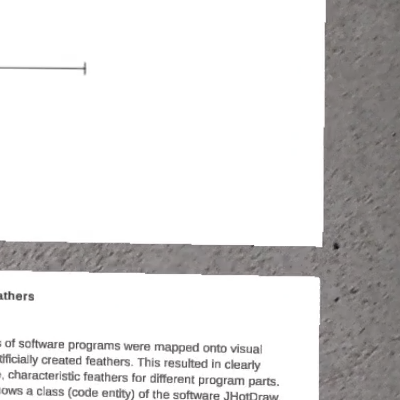 athers
s of software programs were mapped onto visual
tificially created feathers. This resulted in clearly
, characteristic feathers for different program parts.
ows a class (code entity) of the software JHotDraw